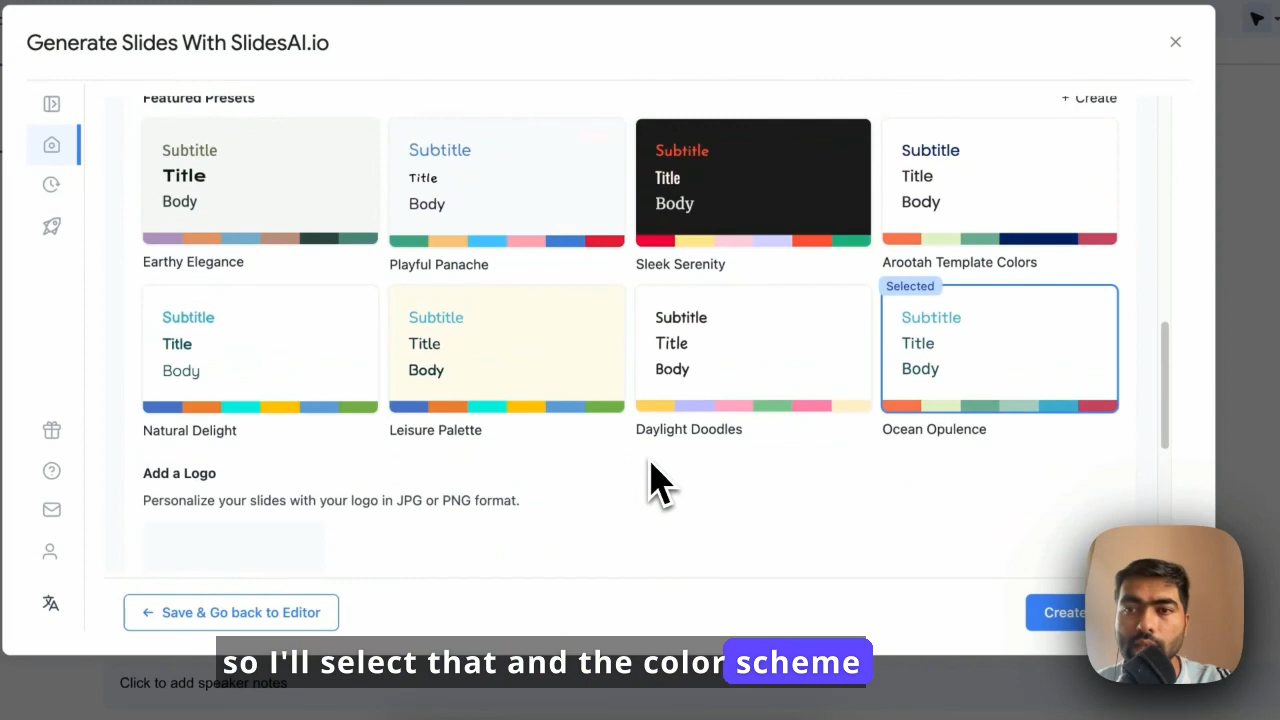 Generate Slides With SlidesAI.io
Featured Presets
+ Create
Subtitle
Title
Body
Earthy Elegance
Subtitle
Title
Body
Playful Panache
Subtitle
Title
Body
Sleek Serenity
Subtitle
Title
Body
Arootah Template Colors
Subtitle
Title
Body
Natural Delight
Subtitle
Title
Body
Leisure Palette
Subtitle
Title
Body
Daylight Doodles
Selected
Subtitle
Title
Body
Ocean Opulence
Add a Logo
Personalize your slides with your logo in JPG or PNG format.
← Save & Go back to Editor
Create
so I'll select that and the color scheme
Click to add speaker notes